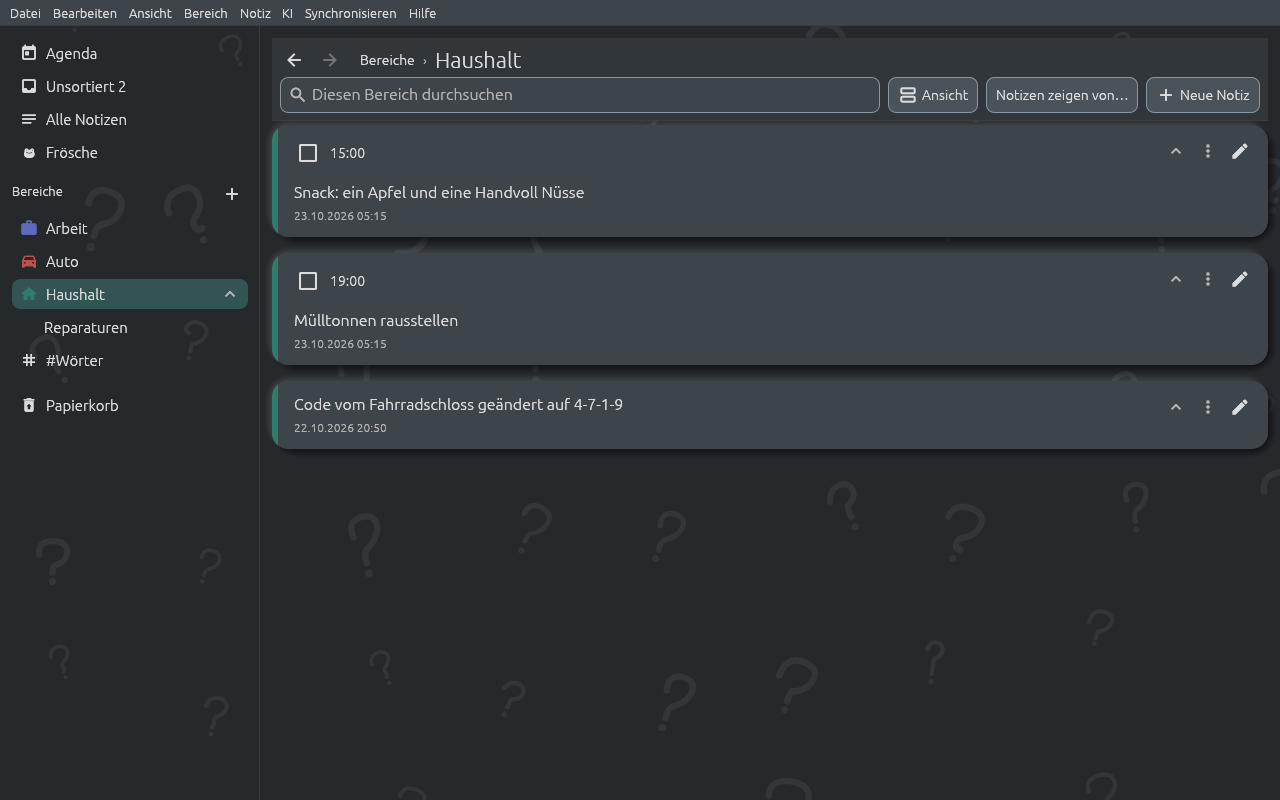 Datei Bearbeiten Ansicht Bereich Notiz KI Synchronisieren Hilfe
Agenda
Unsortiert 2
Alle Notizen
Frösche
Bereiche
Arbeit
Auto
Haushalt
Reparaturen
#Wörter
Papierkorb
Bereiche › Haushalt
Diesen Bereich durchsuchen
Ansicht
Notizen zeigen von…
Neue Notiz
15:00
Snack: ein Apfel und eine Handvoll Nüsse
23.10.2026 05:15
19:00
Mülltonnen rausstellen
23.10.2026 05:15
Code vom Fahrradschloss geändert auf 4-7-1-9
22.10.2026 20:50